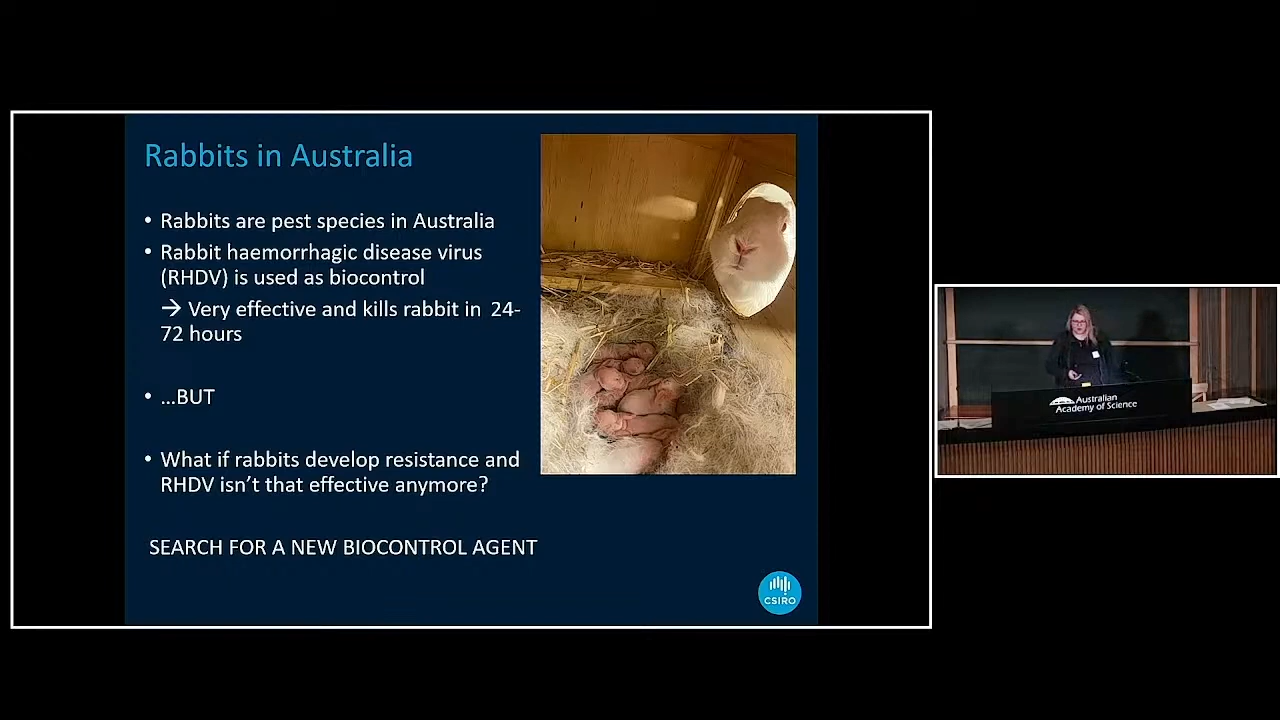 Rabbits in Australia
• Rabbits are pest species in Australia
• Rabbit haemorrhagic disease virus
(RHDV) is used as biocontrol
→ Very effective and kills rabbit in 24-
72 hours
• ...BUT
• What if rabbits develop resistance and
RHDV isn't that effective anymore?
SEARCH FOR A NEW BIOCONTROL AGENT
CSIRO
Australian
Academy of Science